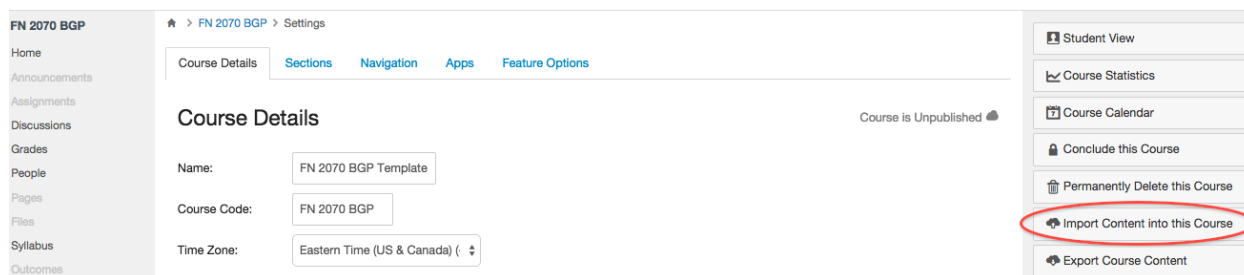 FN 2070 BGP
Home
Announcements
Assignments
Discussions
Grades
People
Pages
Files
Syllabus
Outcomes
> FN 2070 BGP > Settings
Course Details Sections Navigation Apps Feature Options
Course Details
Course is Unpublished
Name: FN 2070 BGP Template
Course Code: FN 2070 BGP
Time Zone: Eastern Time (US & Canada) (-
Student View
Course Statistics
7 Course Calendar
Conclude this Course
Permanently Delete this Course
Import Content into this Course
Export Course Content